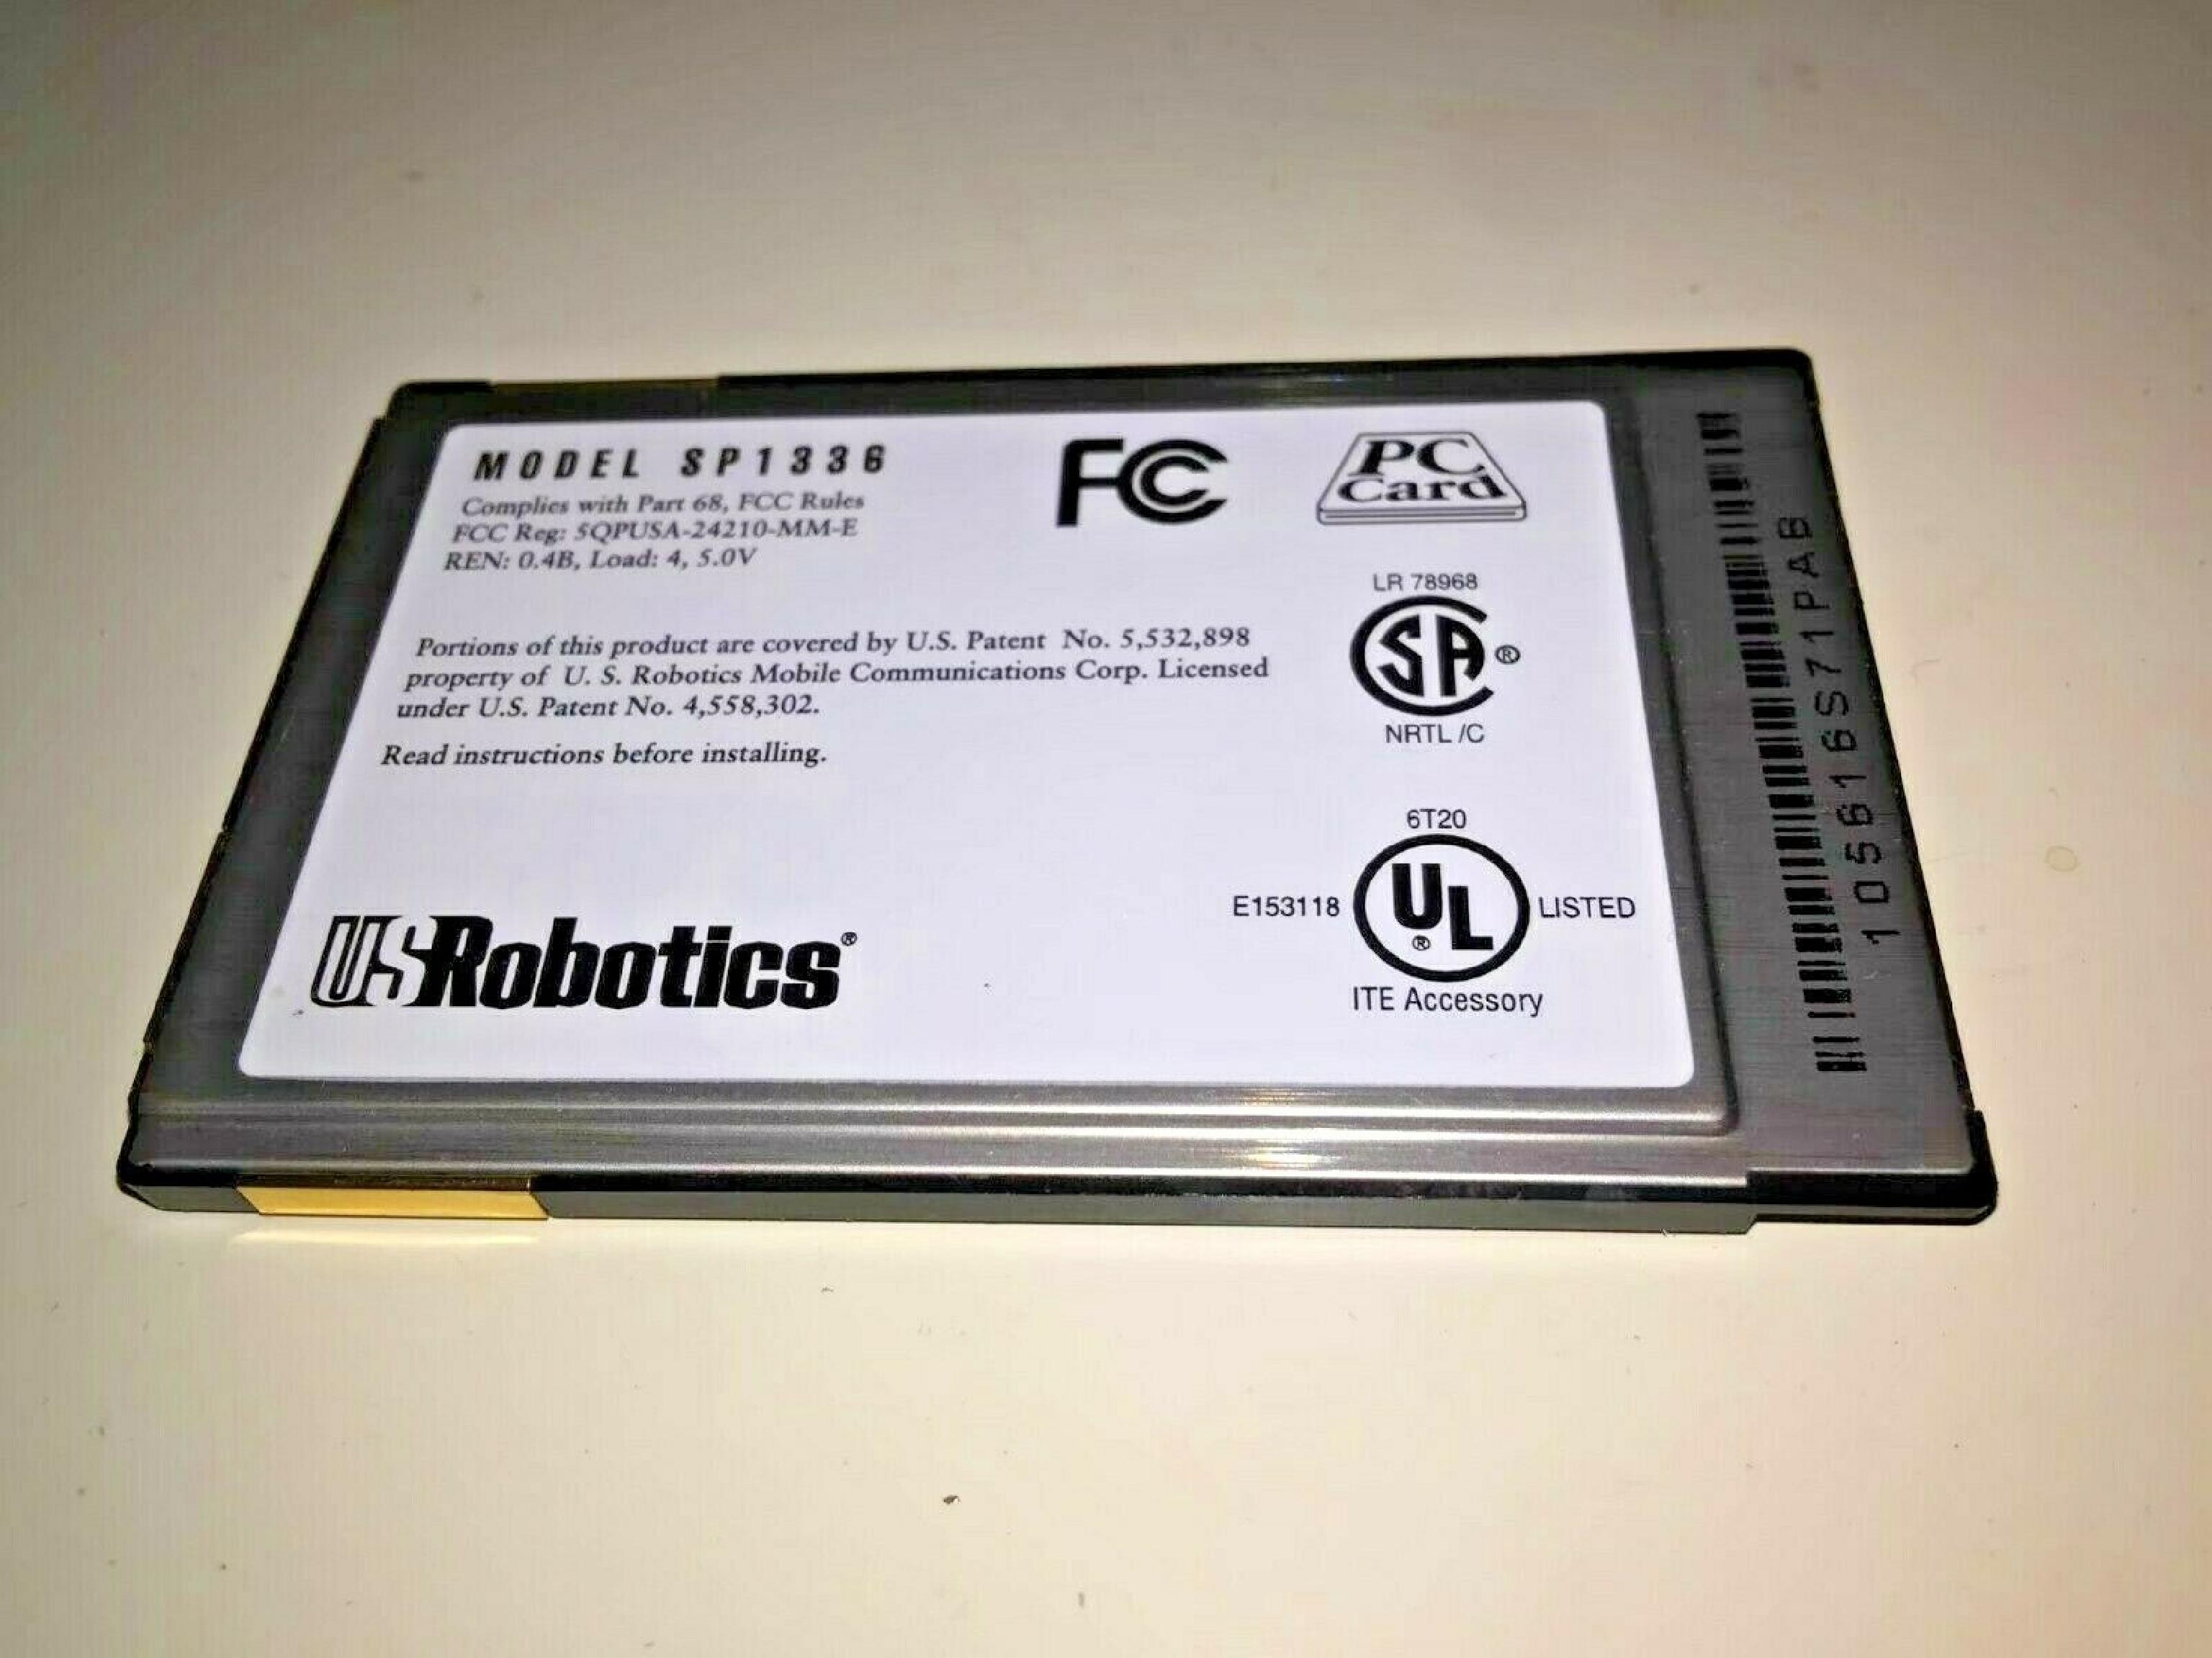 MODEL SP1336
Complies with Part 68, FCC Rules
FCC Reg: 5QPUSA-24210-MM-E
REN: 0.4B, Load: 4, 5.0V
FC
PC
Card
Portions of this product are covered by U.S. Patent No. 5,532,898
property of U. S. Robotics Mobile Communications Corp. Licensed
under U.S. Patent No. 4,558,302.
Read instructions before installing.
LR 78968
SA®
NRTL /C
6T20
E153118 UL® LISTED
ITE Accessory
USRobotics®
105616S71PAB